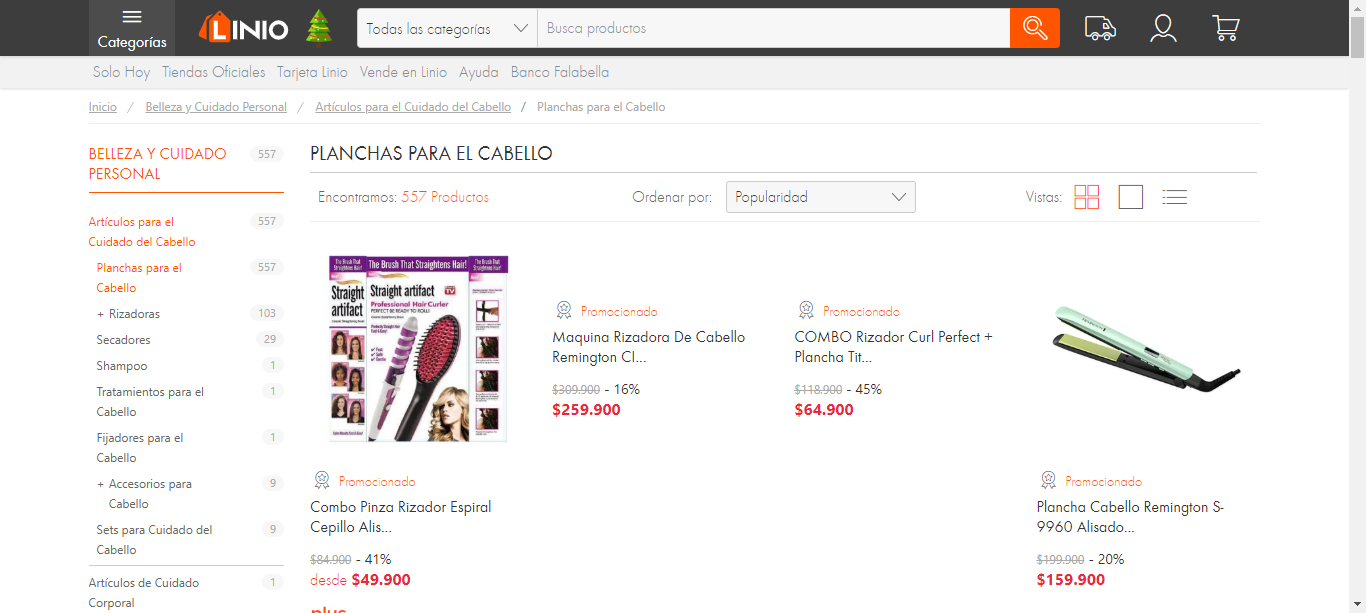 Categorías
LINIO
Todas las categorías
Busca productos
Solo Hoy Tiendas Oficiales Tarjeta Linio Vende en Linio Ayuda Banco Falabella
Inicio / Belleza y Cuidado Personal / Artículos para el Cuidado del Cabello / Planchas para el Cabello
BELLEZA Y CUIDADO 557
PERSONAL
Artículos para el 557
Cuidado del Cabello
Planchas para el 557
Cabello
+ Rizadoras 103
Secadores 29
Shampoo 1
Tratamientos para el 1
Cabello
Fijadores para el 1
Cabello
+ Accesorios para 9
Cabello
Sets para Cuidado del 9
Cabello
Artículos de Cuidado 1
Corporal
PLANCHAS PARA EL CABELLO
Encontramos: 557 Productos
Ordenar por: Popularidad
Vistas:
The Brush That Straightens Hair!
Straight artifact
Professional Hair Curler
PERFECT BE READY TO ROLL!
Straight
artifact
Promocionado
Combo Pinza Rizador Espiral
Cepillo Alis...
$84.900 - 41%
desde $49.900
plus
Promocionado
Maquina Rizadora De Cabello
Remington CI...
$309.900 - 16%
$259.900
Promocionado
COMBO Rizador Curl Perfect +
Plancha Tit...
$118.900 - 45%
$64.900
Promocionado
Plancha Cabello Remington S-
9960 Alisado...
$199.900 - 20%
$159.900